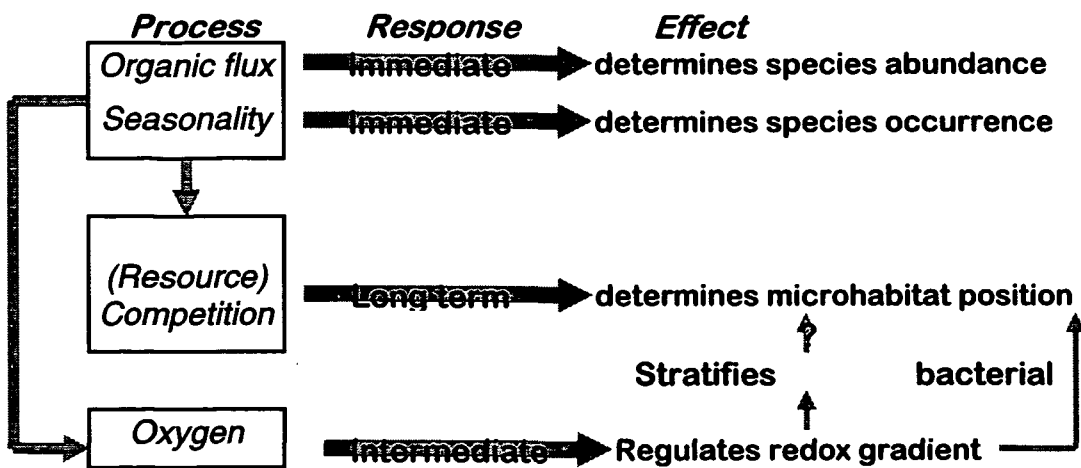 Process Response Effect
Organic flux Immediate determines species abundance
Seasonality Immediate determines species occurrence
(Resource)
Competition Long term determines microhabitat position
?
Stratifies bacterial
Oxygen Intermediate Regulates redox gradient